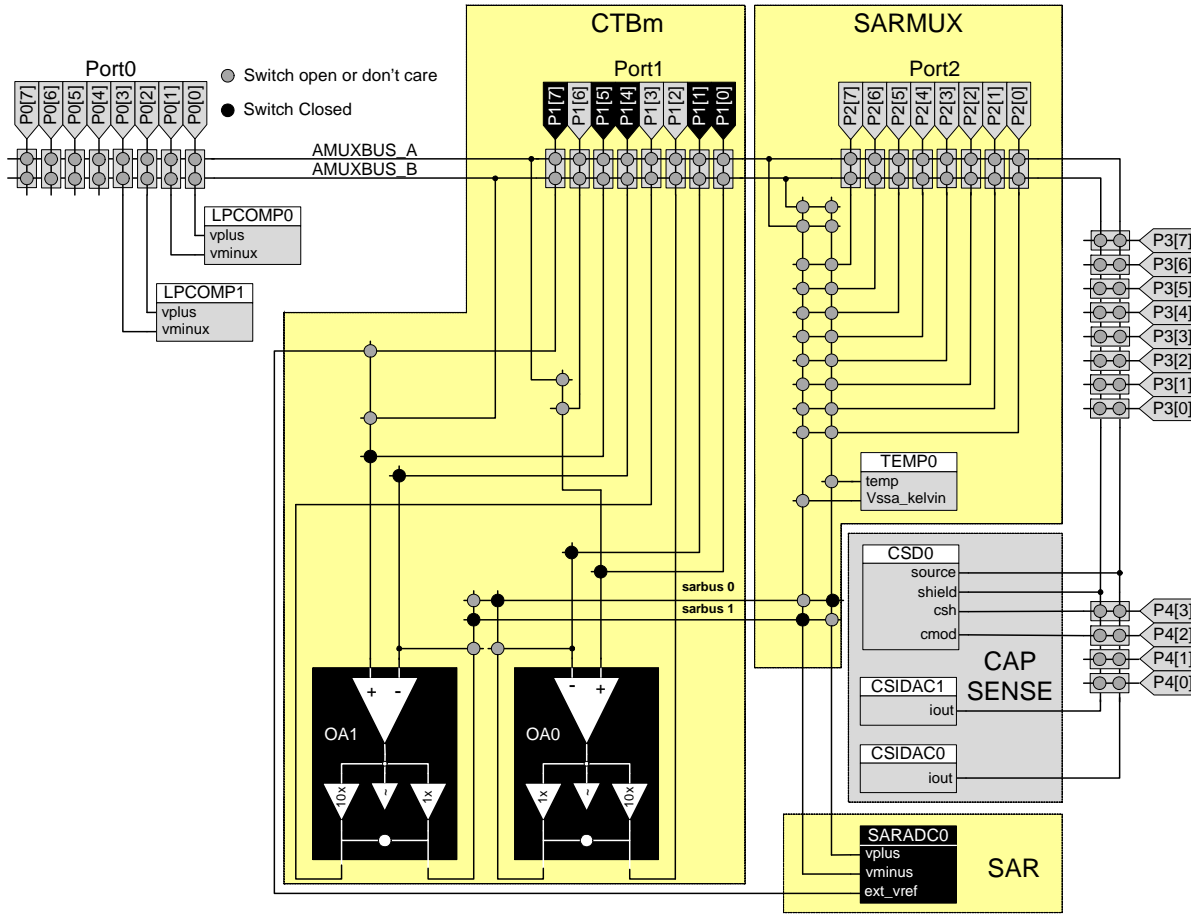 CTBm
SARMUX
Port0
Port1
Port2
Switch open or don't care
Switch Closed
P0[7]
P0[6]
P0[5]
P0[4]
P0[3]
P0[2]
P0[1]
P0[0]
P1[7]
P1[6]
P1[5]
P1[4]
P1[3]
P1[2]
P1[1]
P1[0]
P2[7]
P2[6]
P2[5]
P2[4]
P2[3]
P2[2]
P2[1]
P2[0]
AMUXBUS_A
AMUXBUS_B
LPCOMP0
vplus
vminux
LPCOMP1
vplus
vminux
P3[7]
P3[6]
P3[5]
P3[4]
P3[3]
P3[2]
P3[1]
P3[0]
TEMP0
temp
Vssa_kelvin
CSD0
source
shield
csh
cmod
sarbus 0
sarbus 1
P4[3]
P4[2]
P4[1]
P4[0]
CAP
SENSE
CSIDAC1
iout
CSIDAC0
iout
+
-
OA1
10x
~
1x
-
+
OA0
1x
~
10x
SARADC0
vplus
vminus
ext_vref
SAR